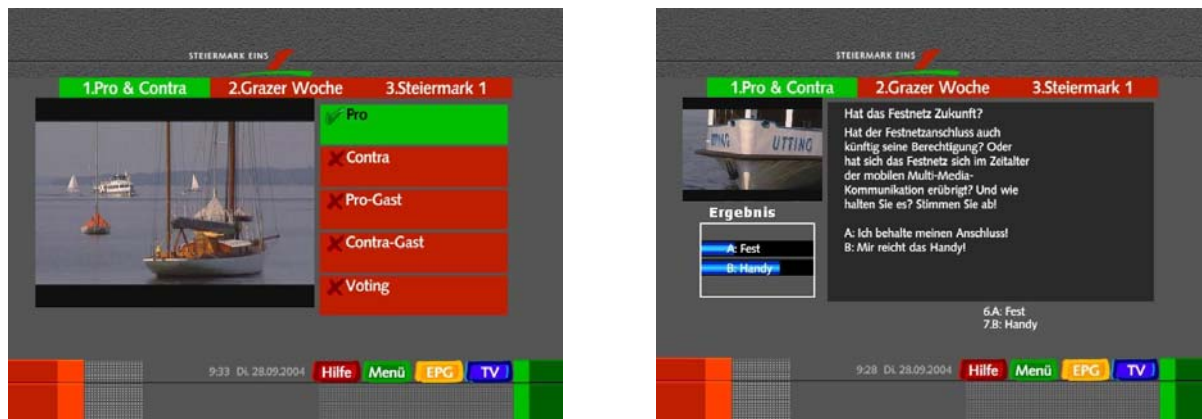 STEIERMARK EINS
1.Pro & Contra 2.Grazer Woche 3.Steiermark 1
Pro
Contra
Pro-Gast
Contra-Gast
Voting
9:33 Di. 28.09.2004 Hilfe Menü EPG TV
STEIERMARK EINS
1.Pro & Contra 2.Grazer Woche 3.Steiermark 1
UTTING
Ergebnis
A: Fest
B: Handy
Hat das Festnetz Zukunft?
Hat der Festnetzanschluss auch
künftig seine Berechtigung? Oder
hat sich das Festnetz sich im Zeitalter
der mobilen Multi-Media-
Kommunikation erübrigt? Und wie
halten Sie es? Stimmen Sie ab!
A: Ich behalte meinen Anschluss!
B: Mir reicht das Handy!
6.A: Fest
7.B: Handy
9:28 Di. 28.09.2004 Hilfe Menü EPG TV